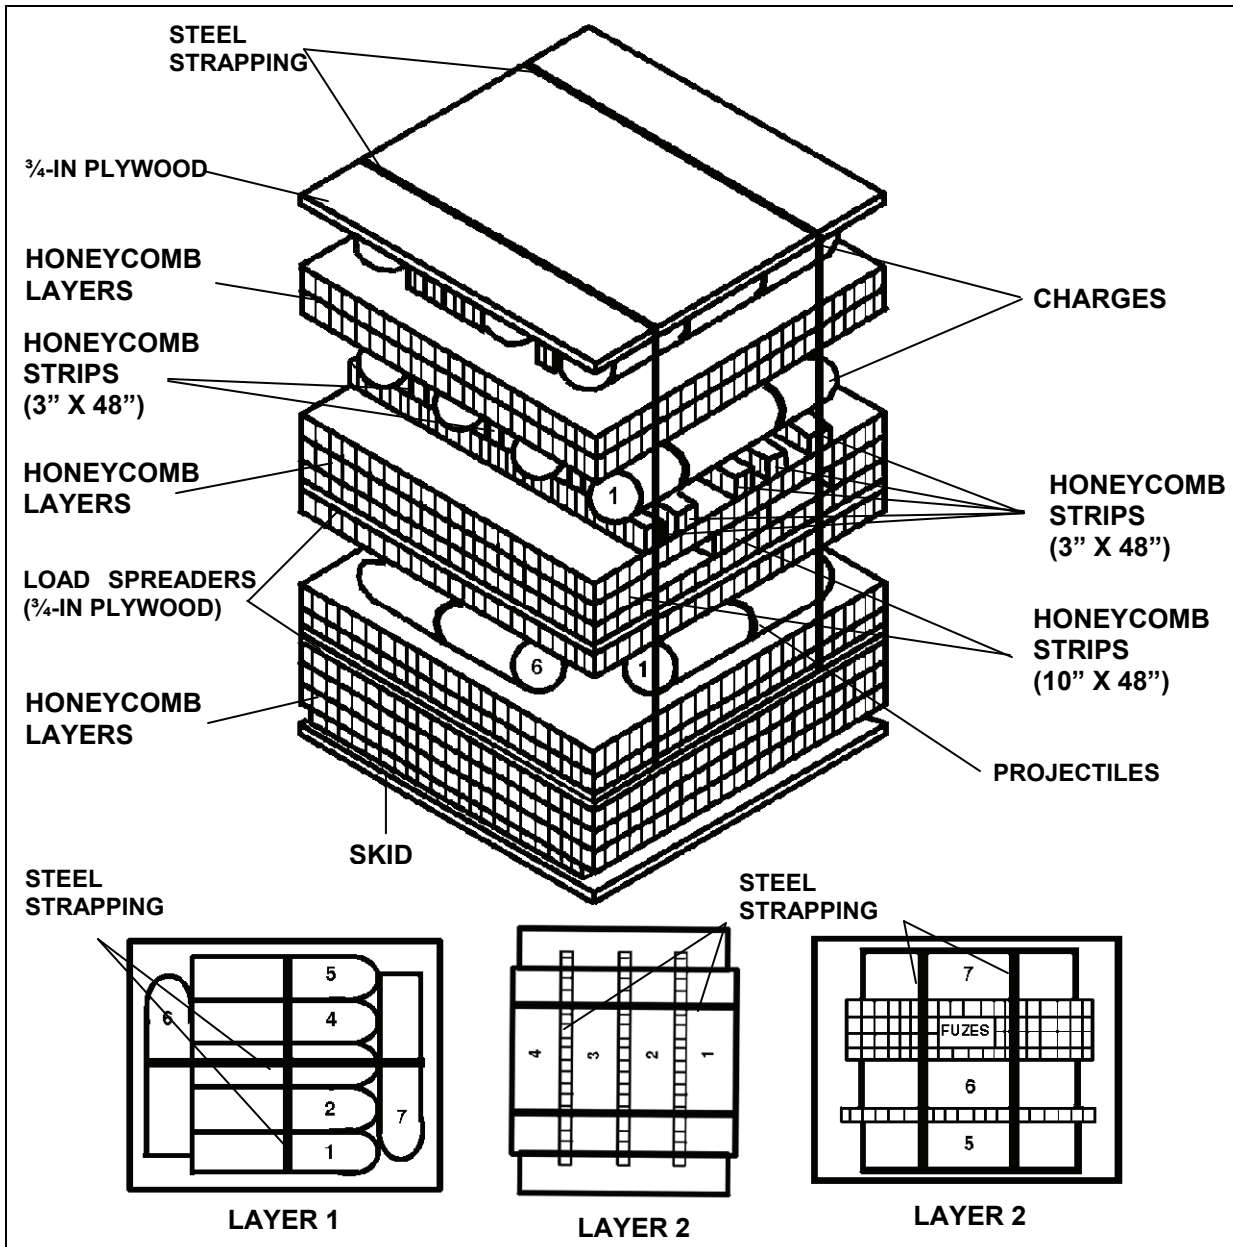 STEEL
STRAPPING
¾-IN PLYWOOD
HONEYCOMB
LAYERS
CHARGES
HONEYCOMB
STRIPS
(3” X 48”)
1
HONEYCOMB
LAYERS
HONEYCOMB
STRIPS
(3” X 48”)
LOAD SPREADERS
(¾-IN PLYWOOD)
HONEYCOMB
STRIPS
(10” X 48”)
6
1
HONEYCOMB
LAYERS
PROJECTILES
SKID
STEEL
STRAPPING
STEEL
STRAPPING
5
4
6
2
7
1
LAYER 1
4
3
2
1
LAYER 2
7
FUZES
6
5
LAYER 2